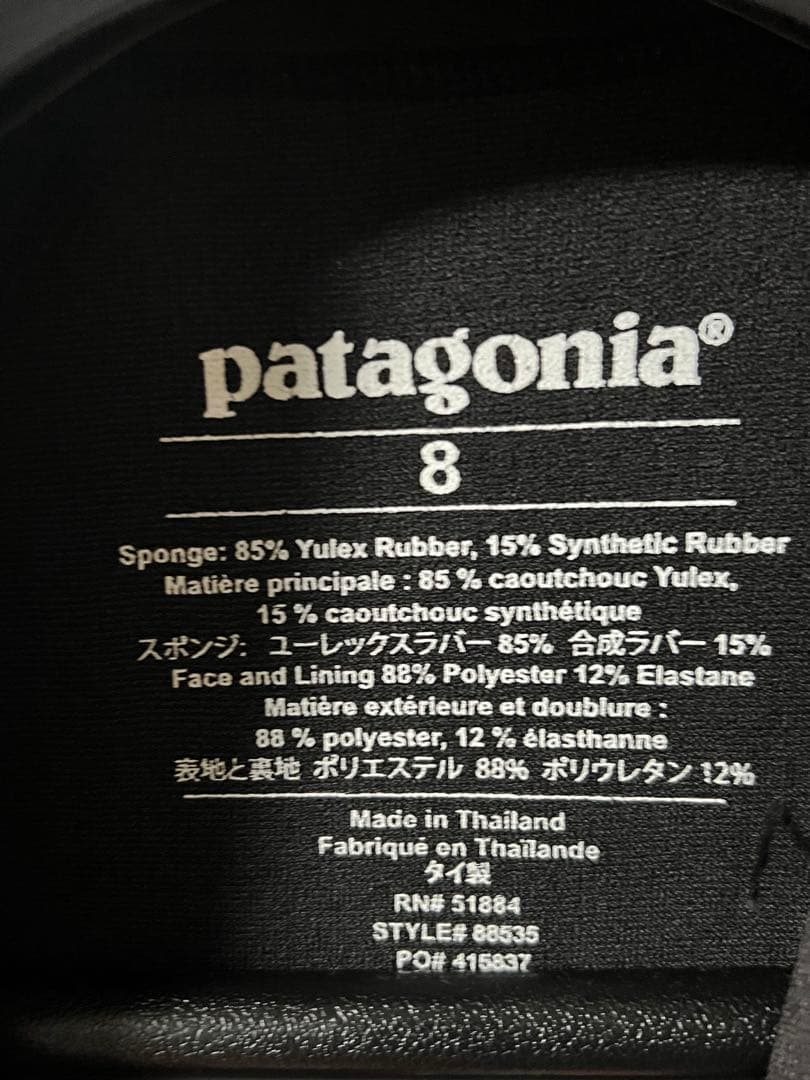 patagonia®
8
Sponge: 85% Yulex Rubber, 15% Synthetic Rubber
Matière principale : 85 % caoutchouc Yulex,
15 % caoutchouc synthétique
スポンジ: ユーレックスラバー 85% 合成ラバー 15%
Face and Lining 88% Polyester 12% Elastane
Matière extérieure et doublure :
88 % polyester, 12 % élasthanne
表地と裏地 ポリエステル 88% ポリウレタン 12%
Made in Thailand
Fabriqué en Thaïlande
タイ製
RN# 51884
STYLE# 88535
PO# 415837